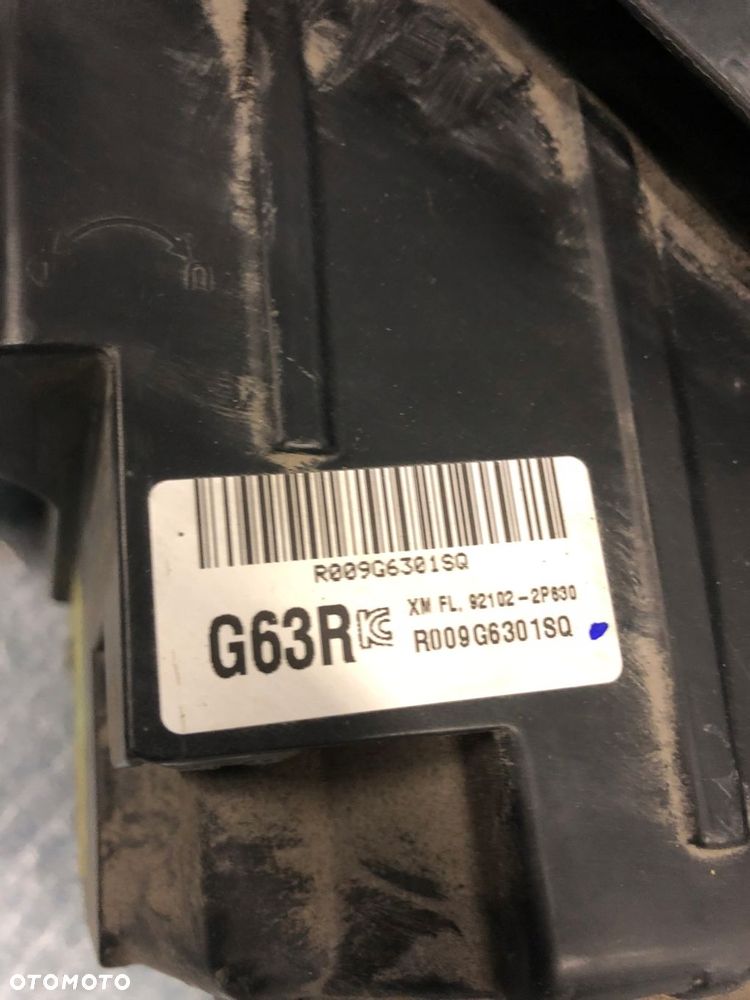 R009G6301SQ
G63R
XM FL. 92102-2P630
R009G6301SQ
OTOMOTO